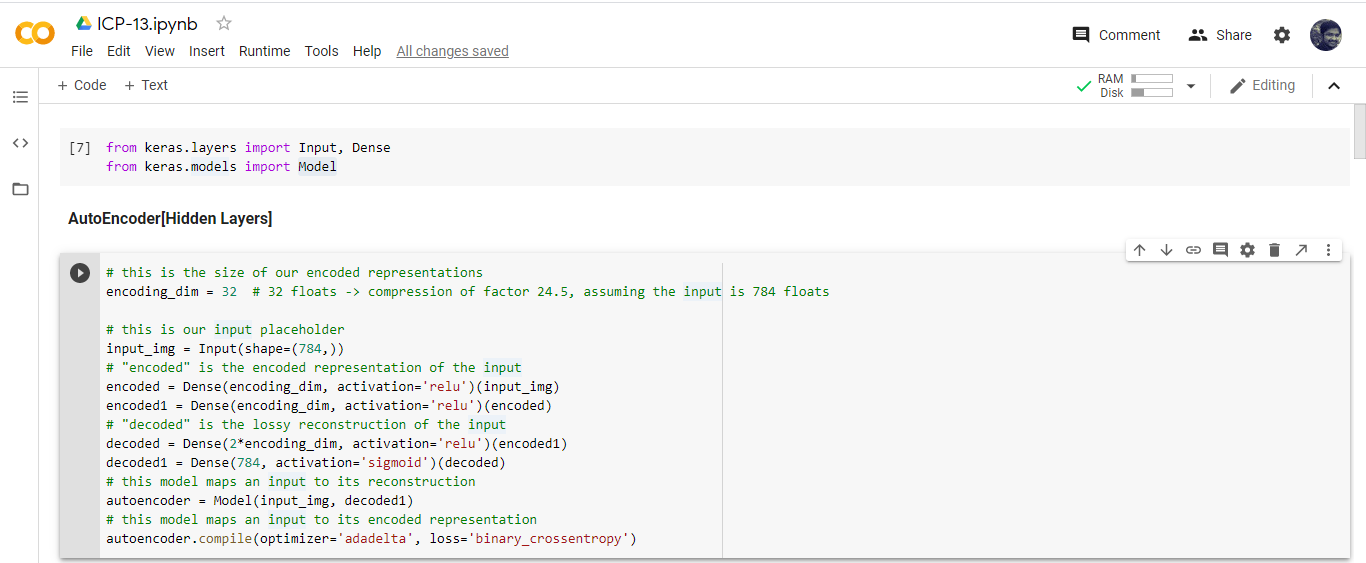 ICP-13.ipynb
File Edit View Insert Runtime Tools Help All changes saved
Comment Share
+ Code + Text
RAM
Disk
Editing
[7] from keras.layers import Input, Dense
from keras.models import Model
AutoEncoder[Hidden Layers]
# this is the size of our encoded representations
encoding_dim = 32  # 32 floats -> compression of factor 24.5, assuming the input is 784 floats
# this is our input placeholder
input_img = Input(shape=(784,))
# "encoded" is the encoded representation of the input
encoded = Dense(encoding_dim, activation='relu')(input_img)
encoded1 = Dense(encoding_dim, activation='relu')(encoded)
# "decoded" is the lossy reconstruction of the input
decoded = Dense(2*encoding_dim, activation='relu')(encoded1)
decoded1 = Dense(784, activation='sigmoid')(decoded)
# this model maps an input to its reconstruction
autoencoder = Model(input_img, decoded1)
# this model maps an input to its encoded representation
autoencoder.compile(optimizer='adadelta', loss='binary_crossentropy')